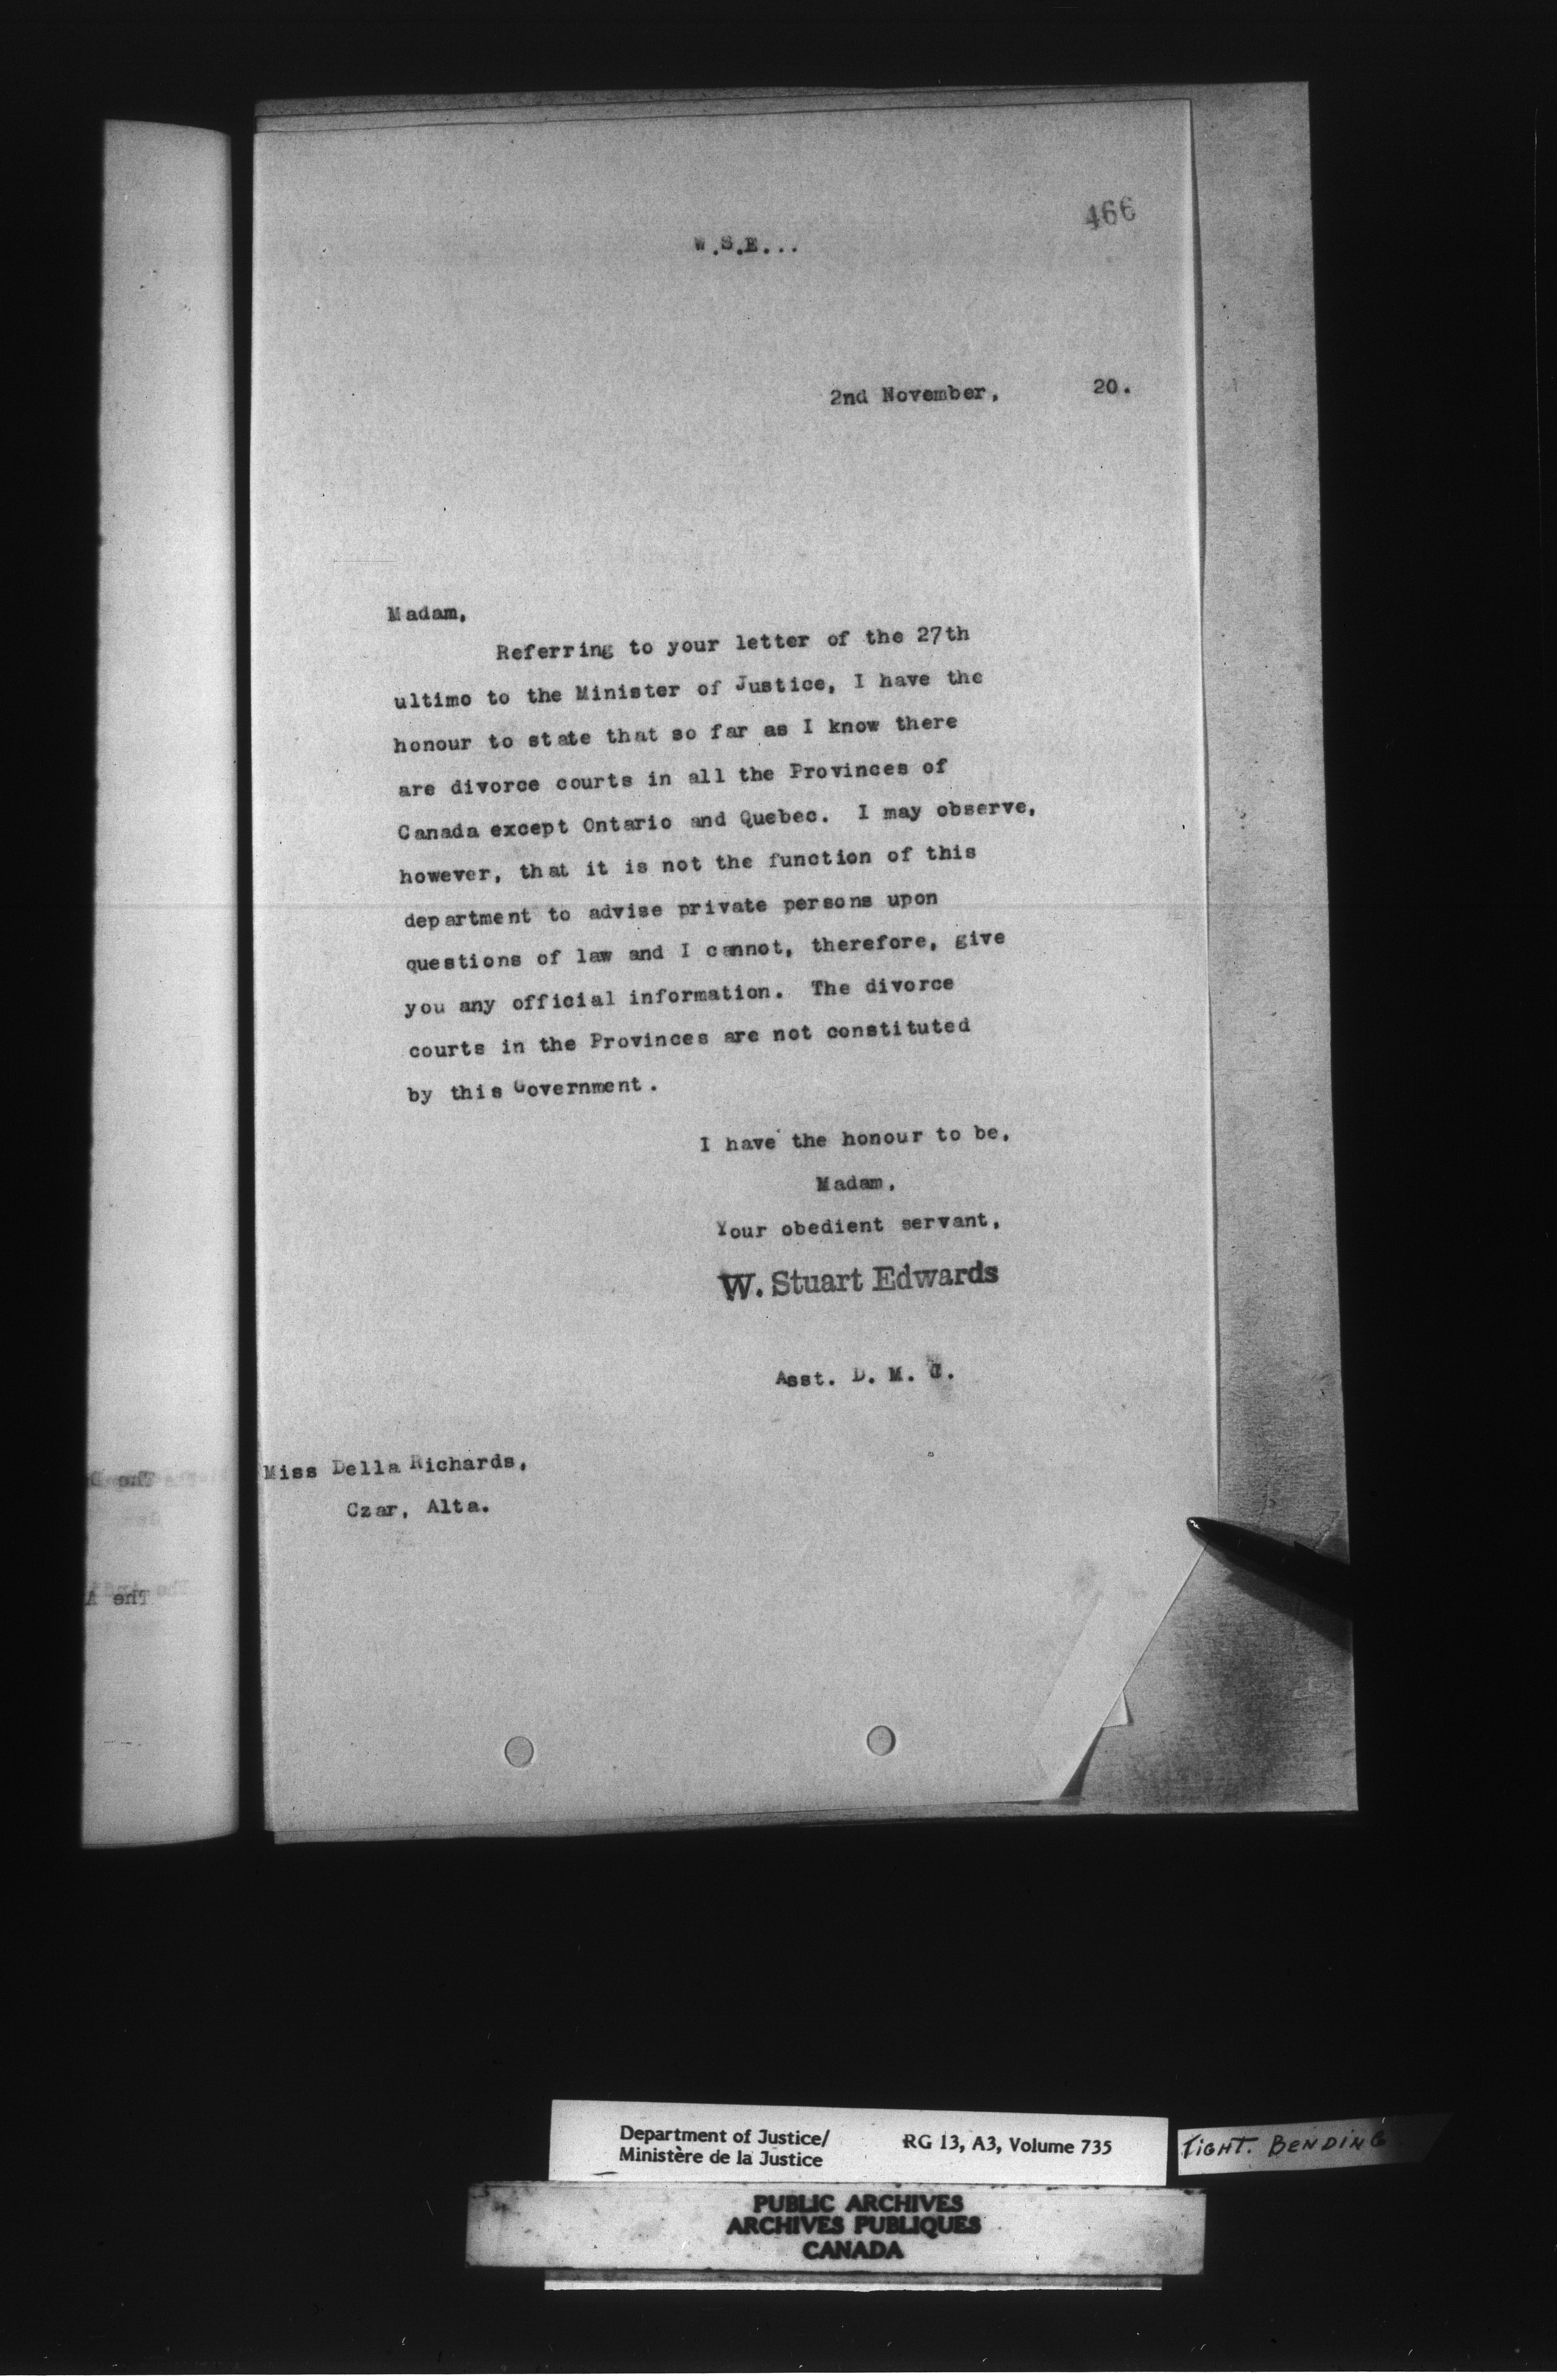 466
W.S.E...
2nd November, 20.
Madam,
Referring to your letter of the 27th
ultimo to the Minister of Justice, I have the
honour to state that so far as I know there
are divorce courts in all the Provinces of
Canada except Ontario and Quebec. I may observe,
however, that it is not the function of this
department to advise private persons upon
questions of law and I cannot, therefore, give
you any official information. The divorce
courts in the Provinces are not constituted
by this Government.
I have the honour to be,
Madam,
Your obedient servant,
W. Stuart Edwards
Asst. D. M. J.
Miss Della Richards,
Czar, Alta.
Department of Justice/
Ministère de la Justice
RG 13, A3, Volume 735
TIGHT. BENDING
PUBLIC ARCHIVES
ARCHIVES PUBLIQUES
CANADA